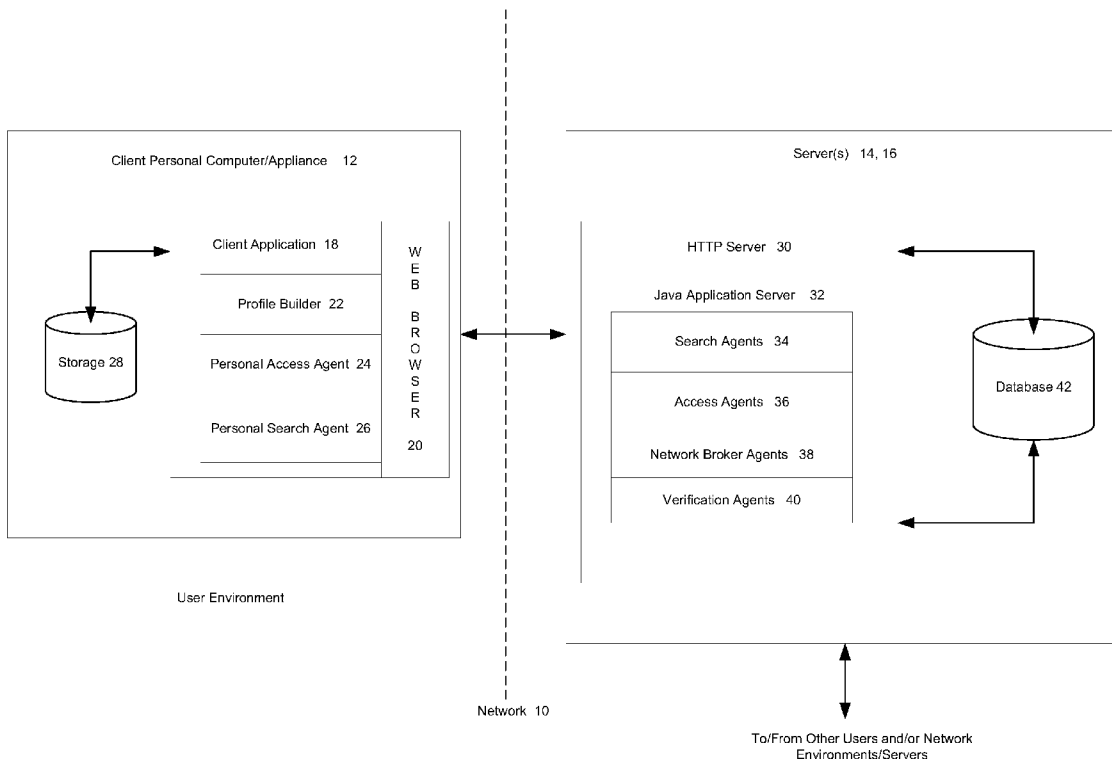 Client Personal Computer/Appliance 12
Client Application 18
Profile Builder 22
Personal Access Agent 24
Personal Search Agent 26
WEB BROWSER 20
Storage 28
User Environment
Network 10
Server(s) 14, 16
HTTP Server 30
Java Application Server 32
Search Agents 34
Access Agents 36
Network Broker Agents 38
Verification Agents 40
Database 42
To/From Other Users and/or Network
Environments/Servers